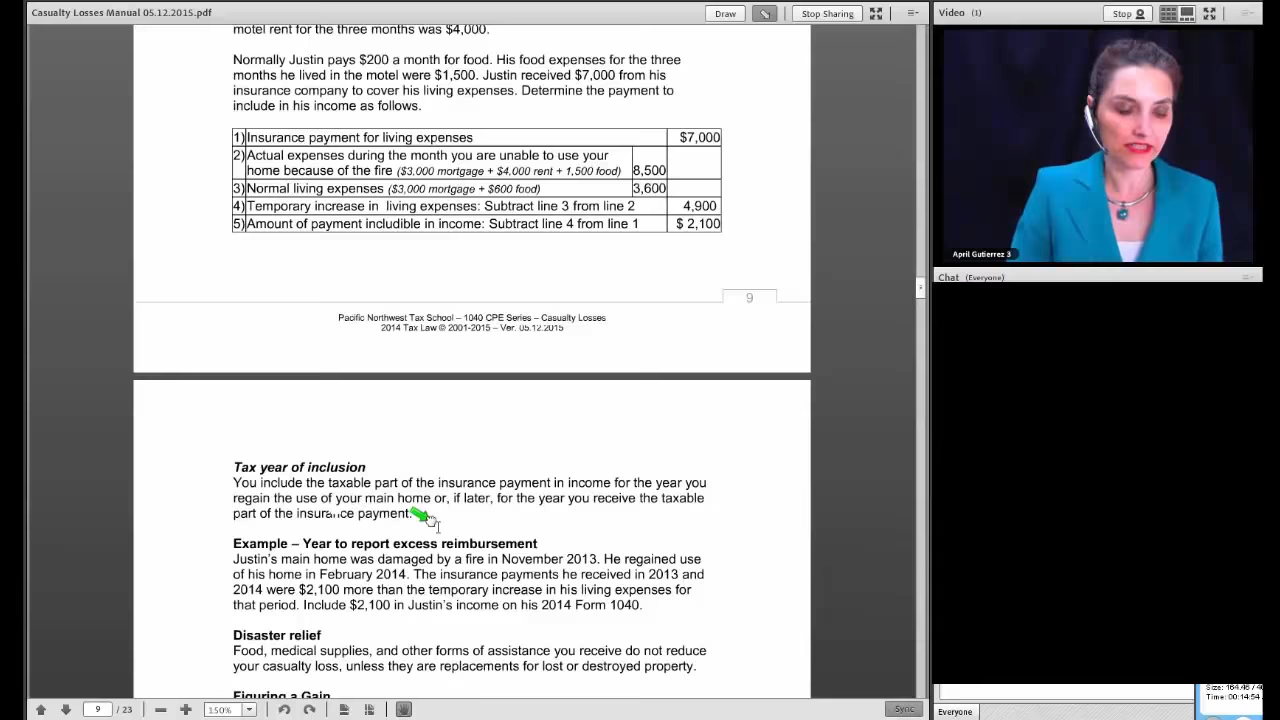 Casualty Losses Manual 05.12.2015.pdf
Draw
Stop Sharing
Video (1)
Stop
motel rent for the three months was $4,000.
Normally Justin pays $200 a month for food. His food expenses for the three
months he lived in the motel were $1,500. Justin received $7,000 from his
insurance company to cover his living expenses. Determine the payment to
include in his income as follows.
1) Insurance payment for living expenses $7,000
2) Actual expenses during the month you are unable to use your
home because of the fire ($3,000 mortgage + $4,000 rent + 1,500 food) 8,500
3) Normal living expenses ($3,000 mortgage + $600 food) 3,600
4) Temporary increase in living expenses: Subtract line 3 from line 2 4,900
5) Amount of payment includible in income: Subtract line 4 from line 1 $ 2,100
9
Pacific Northwest Tax School – 1040 CPE Series – Casualty Losses
2014 Tax Law © 2001-2015 – Ver. 05.12.2015
Tax year of inclusion
You include the taxable part of the insurance payment in income for the year you
regain the use of your main home or, if later, for the year you receive the taxable
part of the insurance payment.
Example – Year to report excess reimbursement
Justin's main home was damaged by a fire in November 2013. He regained use
of his home in February 2014. The insurance payments he received in 2013 and
2014 were $2,100 more than the temporary increase in his living expenses for
that period. Include $2,100 in Justin's income on his 2014 Form 1040.
Disaster relief
Food, medical supplies, and other forms of assistance you receive do not reduce
your casualty loss, unless they are replacements for lost or destroyed property.
Figuring a Gain
9 / 23
150%
Sync
April Gutierrez 3
Chat (Everyone)
Everyone
Time: 00:14:54